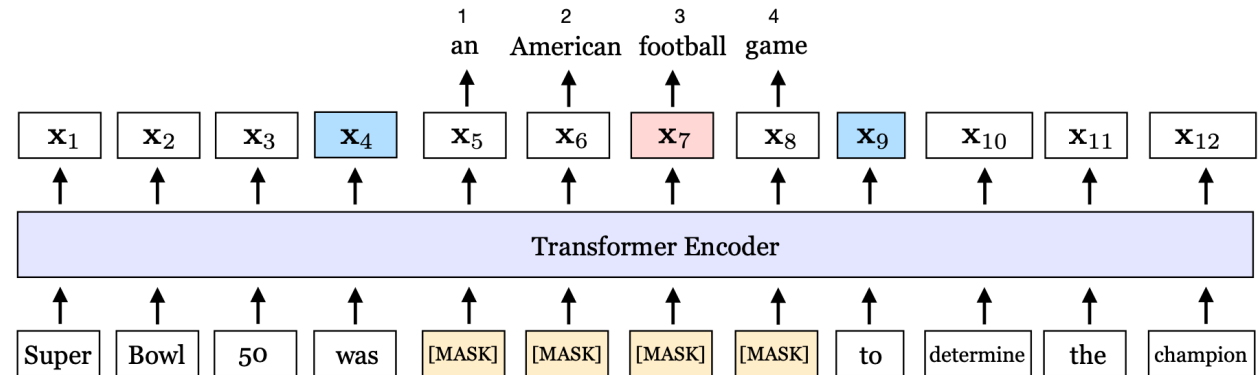 1 2 3 4
an American football game
x₁ x₂ x₃ x₄ x₅ x₆ x₇ x₈ x₉ x₁₀ x₁₁ x₁₂
Transformer Encoder
Super Bowl 50 was [MASK] [MASK] [MASK] [MASK] to determine the champion